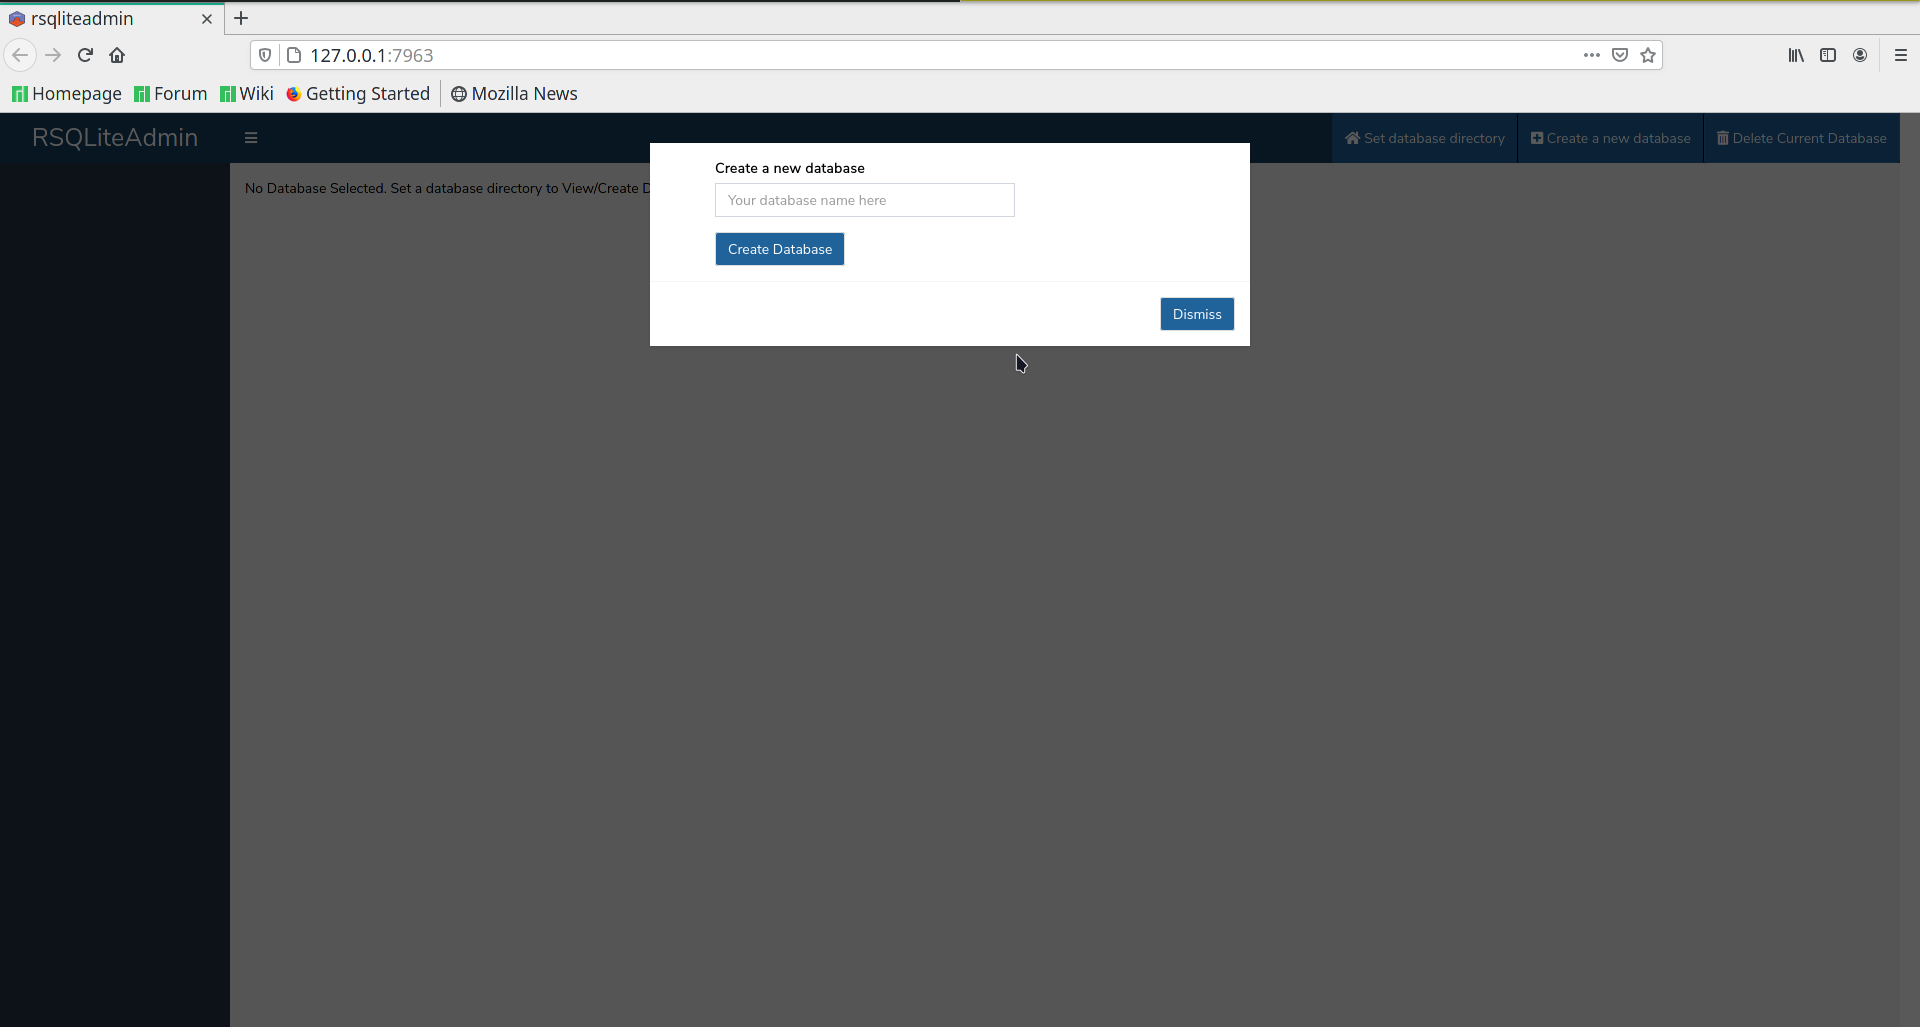 rsqliteadmin
127.0.0.1:7963
Homepage Forum Wiki Getting Started Mozilla News
RSQLiteAdmin Set database directory Create a new database Delete Current Database
No Database Selected. Set a database directory to View/Create D
Create a new database
Your database name here
Create Database
Dismiss